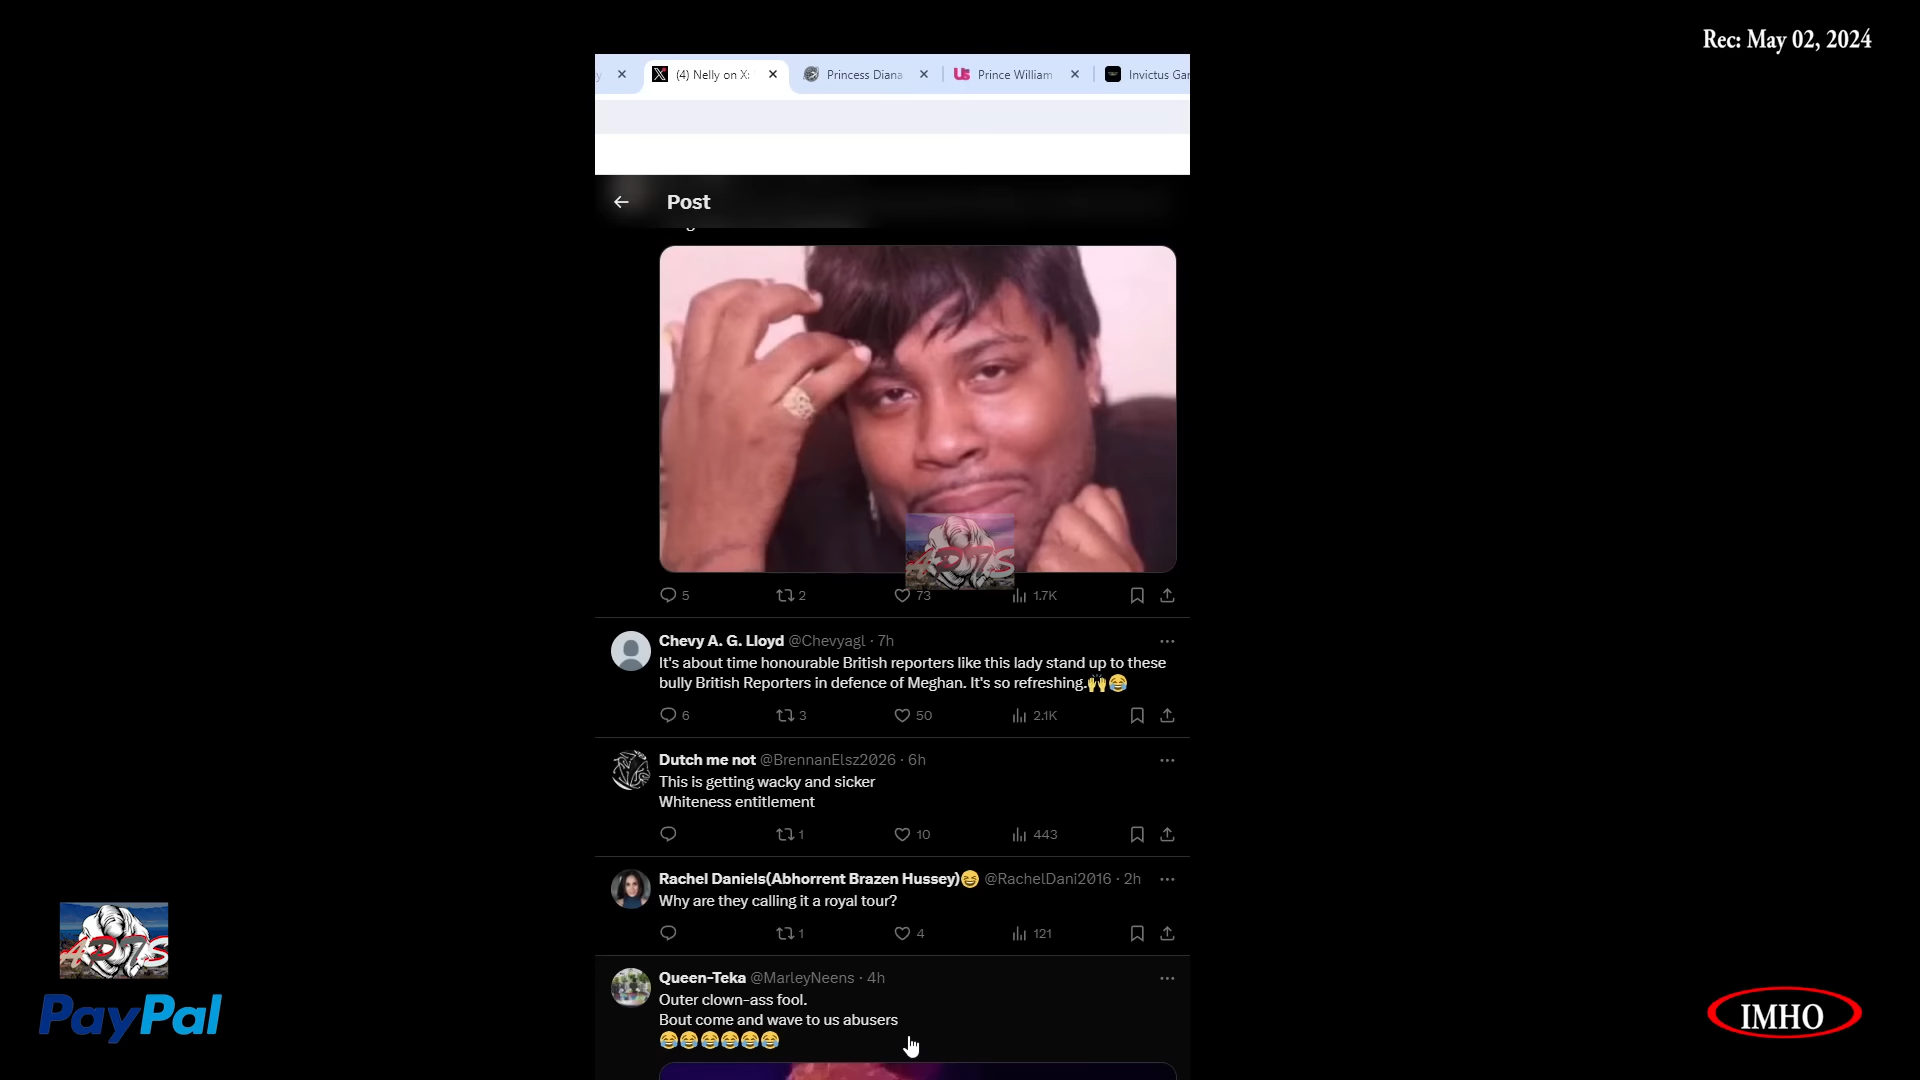 Rec: May 02, 2024
(4) Nelly on X:
Princess Diana
Prince William
Invictus Gar
Post
5
2
73
1.7K
Chevy A. G. Lloyd @Chevyagl · 7h
It's about time honourable British reporters like this lady stand up to these
bully British Reporters in defence of Meghan. It's so refreshing.🙌😂
6
3
50
2.1K
Dutch me not @BrennanElsz2026 · 6h
This is getting wacky and sicker
Whiteness entitlement
1
10
443
Rachel Daniels(Abhorrent Brazen Hussey)😆 @RachelDani2016 · 2h
Why are they calling it a royal tour?
1
4
121
Queen-Teka @MarleyNeens · 4h
Outer clown-ass fool.
Bout come and wave to us abusers
😂😂😂😂😂😂
PayPal
IMHO